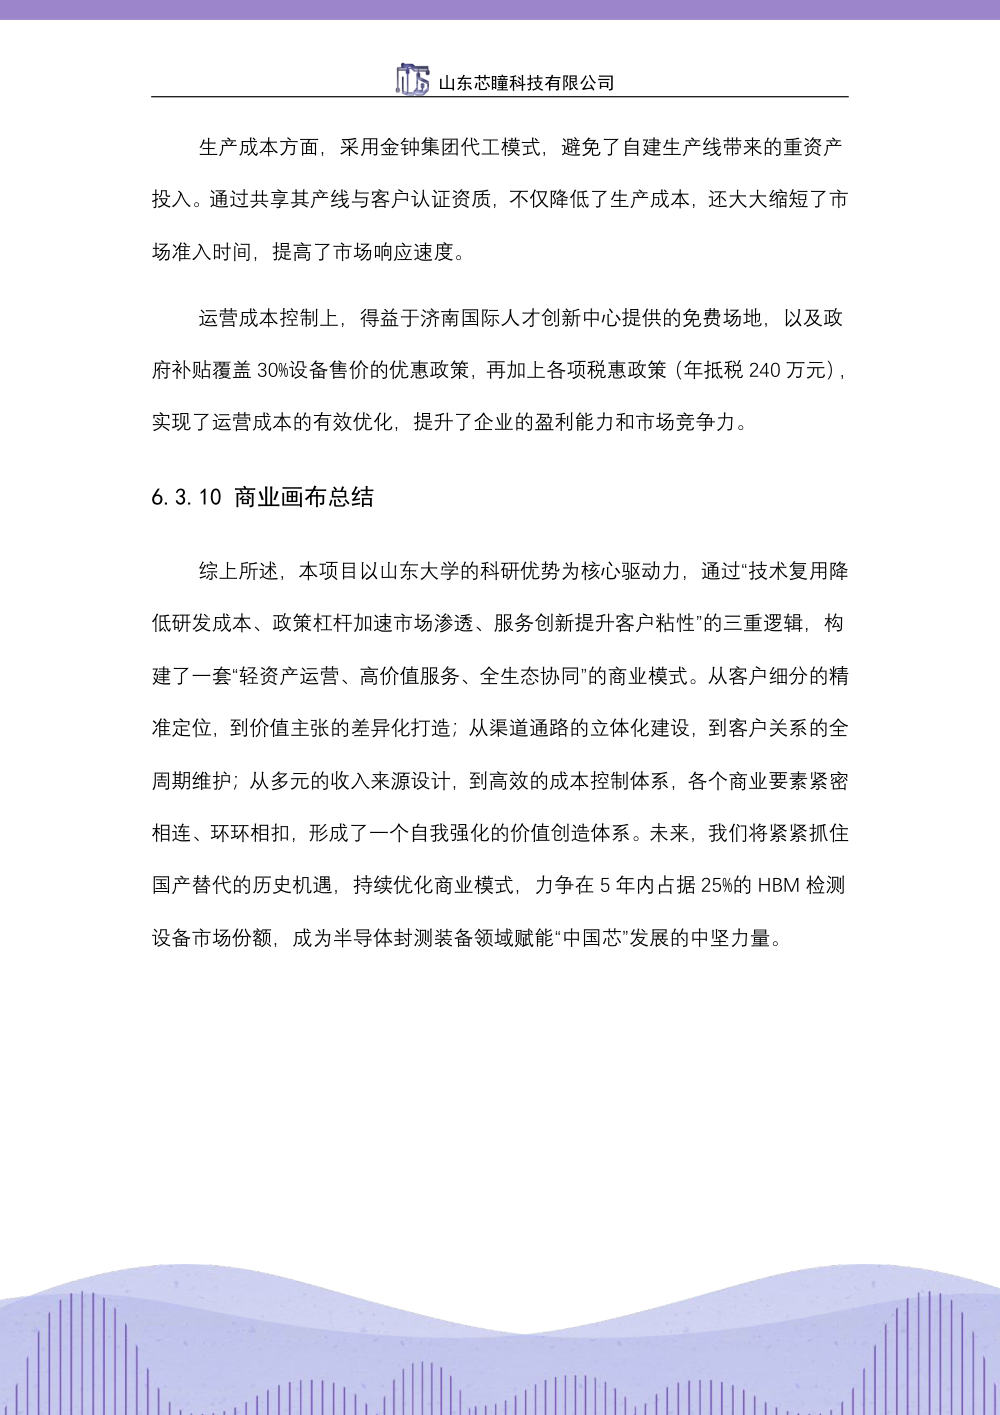 山东芯瞳科技有限公司
生产成本方面，采用金钟集团代工模式，避免了自建生产线带来的重资产
投入。通过共享其产线与客户认证资质，不仅降低了生产成本，还大大缩短了市
场准入时间，提高了市场响应速度。
运营成本控制上，得益于济南国际人才创新中心提供的免费场地，以及政
府补贴覆盖 30%设备售价的优惠政策，再加上各项税惠政策（年抵税 240 万元），
实现了运营成本的有效优化，提升了企业的盈利能力和市场竞争力。
6.3.10 商业画布总结
综上所述，本项目以山东大学的科研优势为核心驱动力，通过“技术复用降
低研发成本、政策杠杆加速市场渗透、服务创新提升客户粘性”的三重逻辑，构
建了一套“轻资产运营、高价值服务、全生态协同”的商业模式。从客户细分的精
准定位，到价值主张的差异化打造；从渠道通路的立体化建设，到客户关系的全
周期维护；从多元的收入来源设计，到高效的成本控制体系，各个商业要素紧密
相连、环环相扣，形成了一个自我强化的价值创造体系。未来，我们将紧紧抓住
国产替代的历史机遇，持续优化商业模式，力争在 5 年内占据 25%的 HBM 检测
设备市场份额，成为半导体封测装备领域赋能“中国芯”发展的中坚力量。